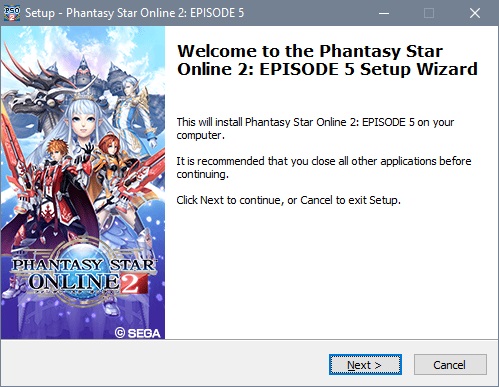 PSO
2
Setup - Phantasy Star Online 2: EPISODE 5
Welcome to the Phantasy Star
Online 2: EPISODE 5 Setup Wizard
This will install Phantasy Star Online 2: EPISODE 5 on your
computer.
It is recommended that you close all other applications before
continuing.
Click Next to continue, or Cancel to exit Setup.
PHANTASY STAR
ONLINE 2
© SEGA
Next >
Cancel